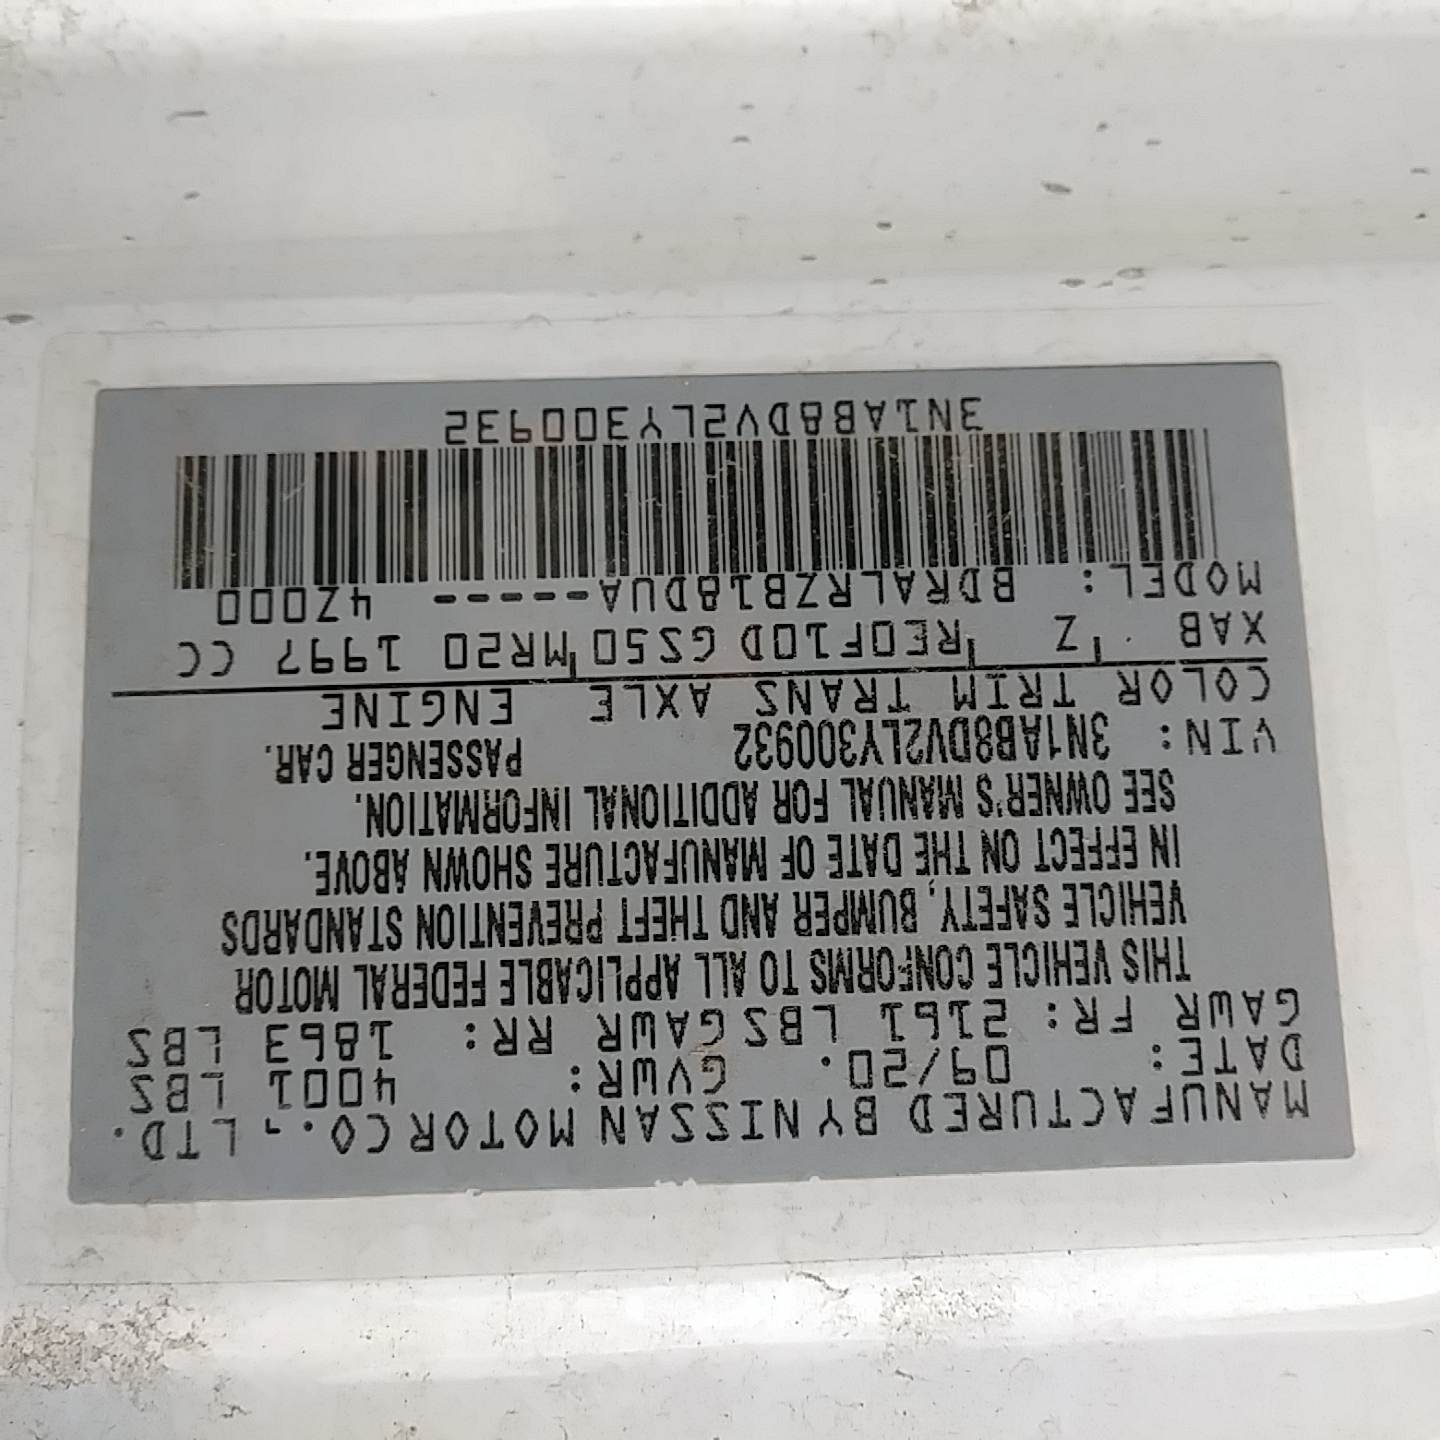 MANUFACTURED BY NISSAN MOTOR CO., LTD.
DATE: 09/20. GVWR: 4001 LBS
GAWR FR: 2161 LBS GAWR RR: 1863 LBS
THIS VEHICLE CONFORMS TO ALL APPLICABLE FEDERAL MOTOR
VEHICLE SAFETY, BUMPER AND THEFT PREVENTION STANDARDS
IN EFFECT ON THE DATE OF MANUFACTURE SHOWN ABOVE.
SEE OWNER'S MANUAL FOR ADDITIONAL INFORMATION.
VIN: 3N1AB8DV2LY300932 PASSENGER CAR.
COLOR TRIM TRANS AXLE ENGINE
XAB Z RE0F10D GS50 MR20 1997 CC
MODEL: BDRALRZB18DUA----- 4Z000
3N1AB8DV2LY300932